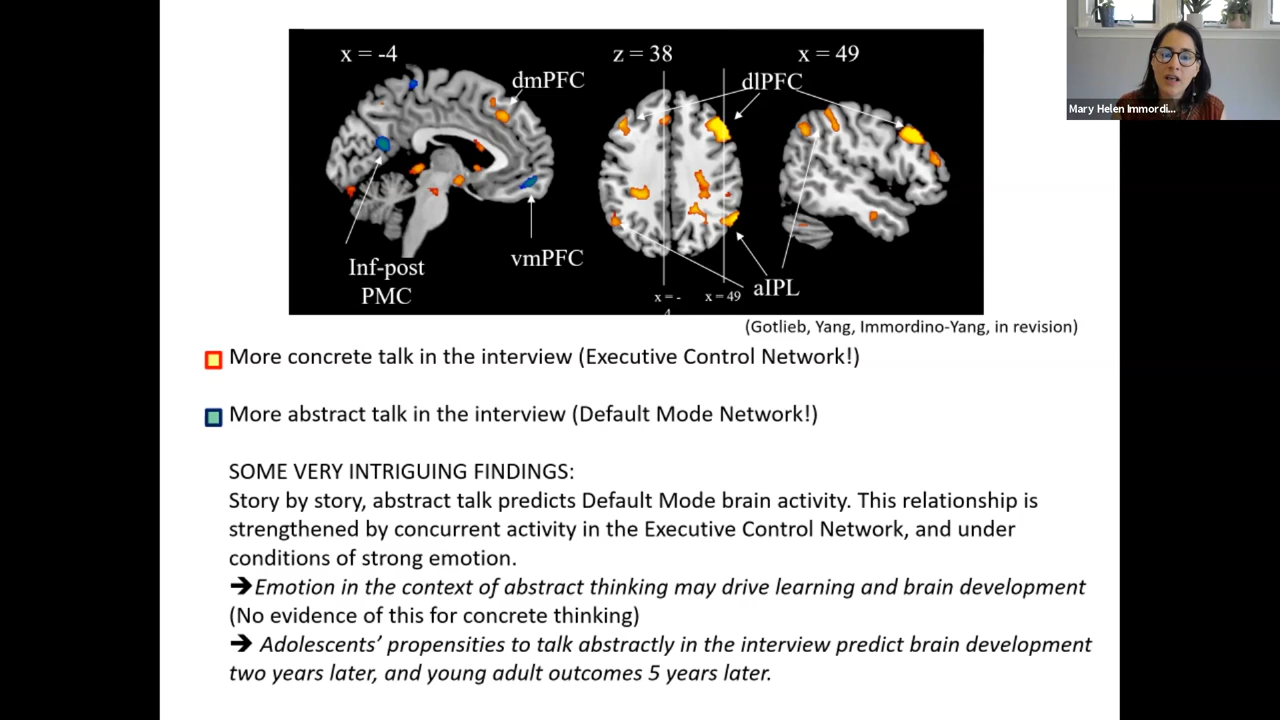 x = -4
z = 38
x = 49
dmPFC
dlPFC
Mary Helen Immordi...
Inf-post
PMC
vmPFC
aIPL
x = -
4
x = 49
(Gotlieb, Yang, Immordino-Yang, in revision)
More concrete talk in the interview (Executive Control Network!)
More abstract talk in the interview (Default Mode Network!)
SOME VERY INTRIGUING FINDINGS:
Story by story, abstract talk predicts Default Mode brain activity. This relationship is
strengthened by concurrent activity in the Executive Control Network, and under
conditions of strong emotion.
➔Emotion in the context of abstract thinking may drive learning and brain development
(No evidence of this for concrete thinking)
➔ Adolescents’ propensities to talk abstractly in the interview predict brain development
two years later, and young adult outcomes 5 years later.